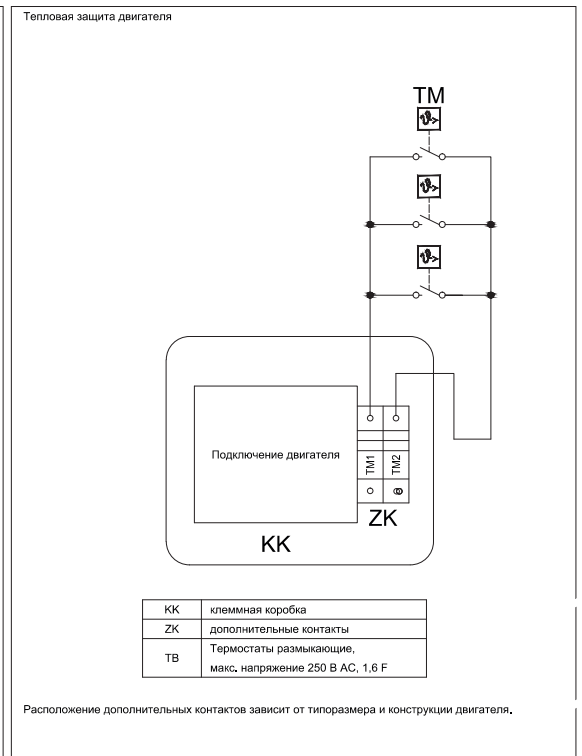 Тепловая защита двигателя
TM
ϑ>
ϑ>
ϑ>
Подключение двигателя
TM1
TM2
ZK
KK
KK клеммная коробка
ZK дополнительные контакты
TB Термостаты размыкающие,
макс. напряжение 250 В AC, 1,6 F
Расположение дополнительных контактов зависит от типоразмера и конструкции двигателя.